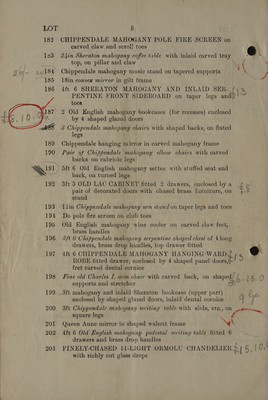 LOT 8
182 CHIPPENDALE MAHOGANY POLE FIRE SCREEN on
carved claw and scroll toes
183 24in Sheraton mahogany coffee table with inlaid carved tray
top, on pillar and claw
184 Chippendale mahogany music stand on tapered supports
185 18in convex mirror in gilt frame
186 4ft 6 SHERATON MAHOGANY AND INLAID SER-
PENTINE FRONT SIDEBOARD on taper legs and
toes
£13
187 2 Old English mahogany bookcases (for recesses) enclosed
by 4 shaped glazed doors
188 3 Chippendale mahogany chairs with shaped backs, on fluted
legs
189 Chippendale hanging mirror in carved mahogany frame
190 Pair of Chippendale mahogany elbow chairs with carved
backs on cabriole legs
191 5ft 6 Old English mahogany settee with stuffed seat and
back, on turned legs
192 3ft 3 OLD LAC CABINET fitted 2 drawers, enclosed by a
pair of decorated doors with chased brass furniture, on
stand
193 11in Chippendale mahogany urn stand on taper legs and toes
194 Do pole fire screen on club toes
195 Old English mahogany wine cooler on carved claw feet,
brass handles
196 3ft 9 Chippendale mahogany serpentine shaped chest of 4 long
drawers, brass drop handles, top drawer fitted
197 4ft 6 CHIPPENDALE MAHOGANY HANGING WARD-
ROBE fitted drawer, enclosed by 4 shaped panel doors,
fret carved dental cornice
198 Fine old Charles I. arm chair with carved back, on shaped
supports and stretcher
199 3ft mahogany and inlaid Sheraton bookcase (upper part)
enclosed by shaped glazed doors, inlaid dental cornice
200 3ft Chippendale mahogany writing table with slide, etc., on
square legs
201 Queen Anne mirror in shaped walnut frame
202 4ft 6 Old English mahogany pedestal writing table fitted 6
drawers and brass drop handles
203 FINELY-CHASED 11-LIGHT ORMOLU CHANDELIER
with richly cut glass drops